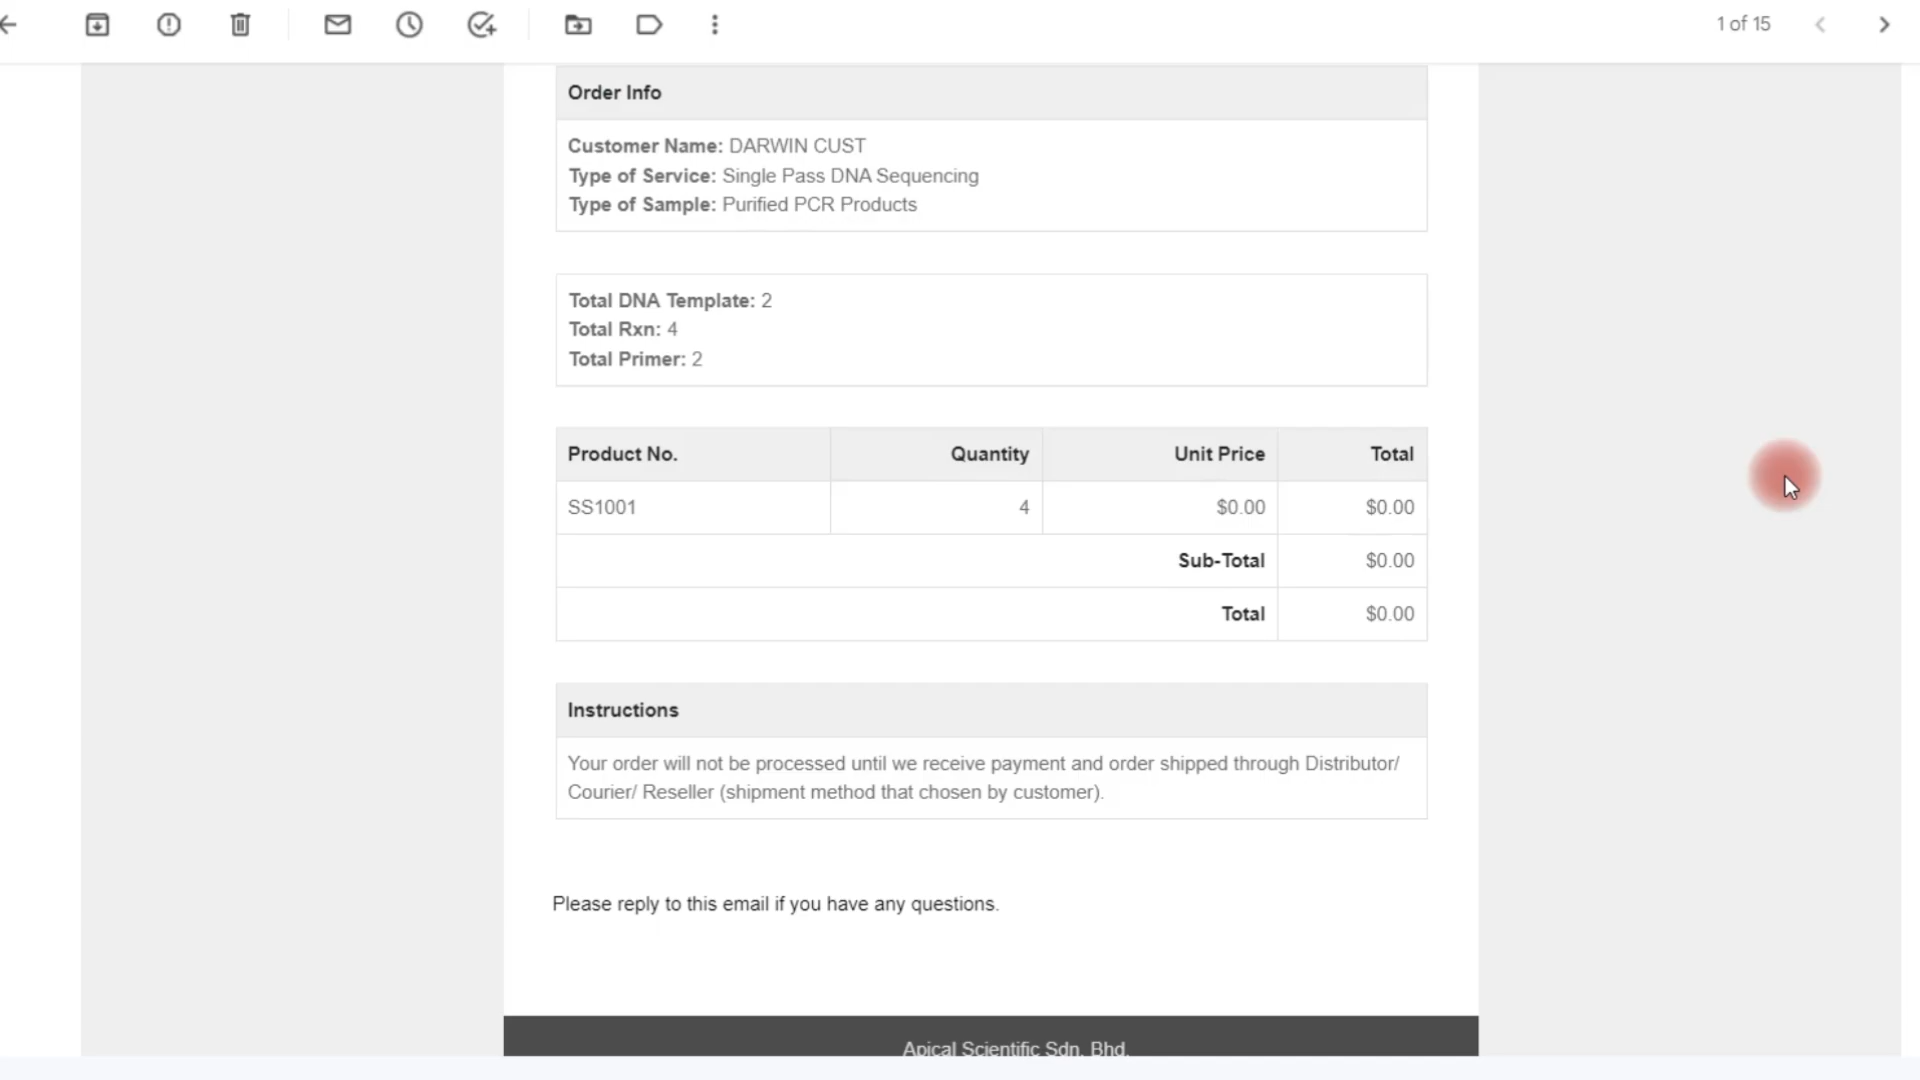 1 of 15
Order Info
Customer Name: DARWIN CUST
Type of Service: Single Pass DNA Sequencing
Type of Sample: Purified PCR Products
Total DNA Template: 2
Total Rxn: 4
Total Primer: 2
Product No. Quantity Unit Price Total
SS1001 4 $0.00 $0.00
Sub-Total $0.00
Total $0.00
Instructions
Your order will not be processed until we receive payment and order shipped through Distributor/
Courier/ Reseller (shipment method that chosen by customer).
Please reply to this email if you have any questions.
Apical Scientific Sdn. Bhd.